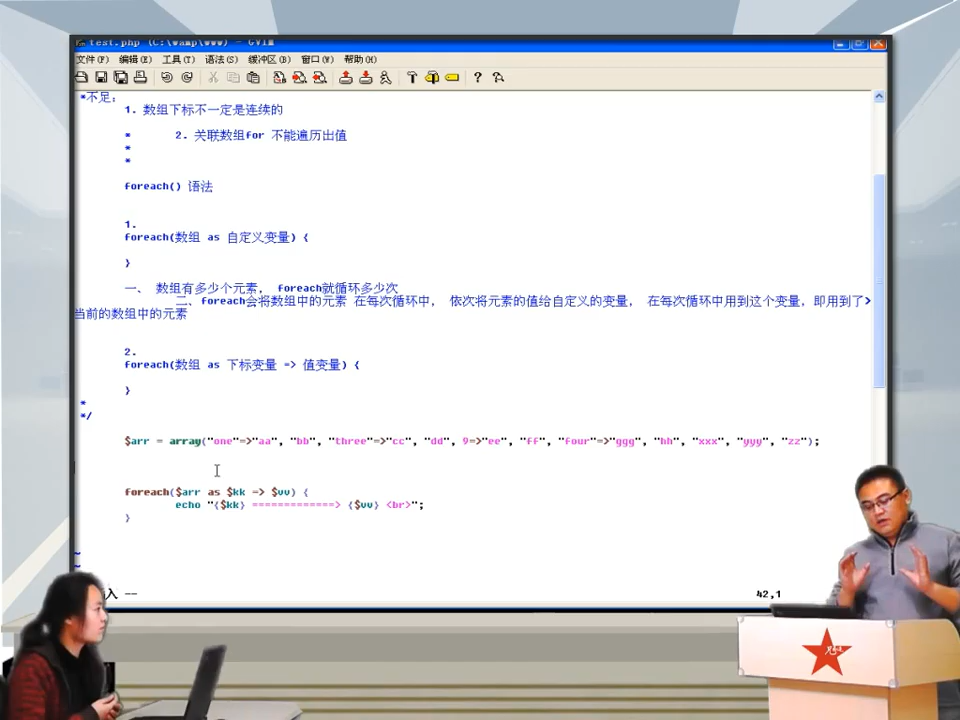 test.php (C:\wamp\www) - GVIM
文件(F) 编辑(E) 工具(T) 语法(S) 缓冲区(B) 窗口(W) 帮助(H)
*不足:
1. 数组下标不一定是连续的
* 2. 关联数组for 不能遍历出值
*
*
foreach() 语法
1.
foreach(数组 as 自定义变量) {
}
一、 数组有多少个元素, foreach就循环多少次
二、foreach会将数组中的元素 在每次循环中, 依次将元素的值给自定义的变量, 在每次循环中用到这个变量, 即用到了>
当前的数组中的元素
2.
foreach(数组 as 下标变量 => 值变量) {
}
*
*/
$arr = array("one"=>"aa", "bb", "three"=>"cc", "dd", 9=>"ee", "ff", "four"=>"ggg", "hh", "xxx", "yyy", "zz");
foreach($arr as $kk => $vv) {
echo "{$kk} =============> {$vv} <br>";
}
~
~
入 --
42,1